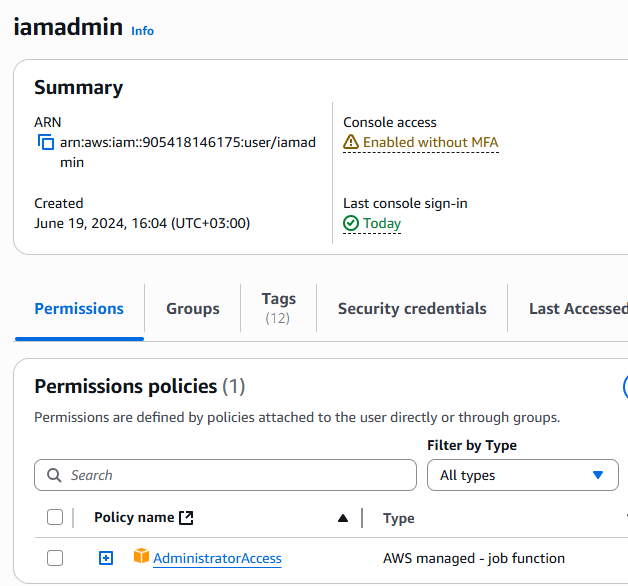 iamadmin Info
Summary
ARN
arn:aws:iam::905418146175:user/iamad
min
Console access
Enabled without MFA
Created
June 19, 2024, 16:04 (UTC+03:00)
Last console sign-in
Today
Permissions
Groups
Tags
(12)
Security credentials
Last Accessed
Permissions policies (1)
Permissions are defined by policies attached to the user directly or through groups.
Filter by Type
Search
All types
Policy name
Type
AdministratorAccess
AWS managed - job function